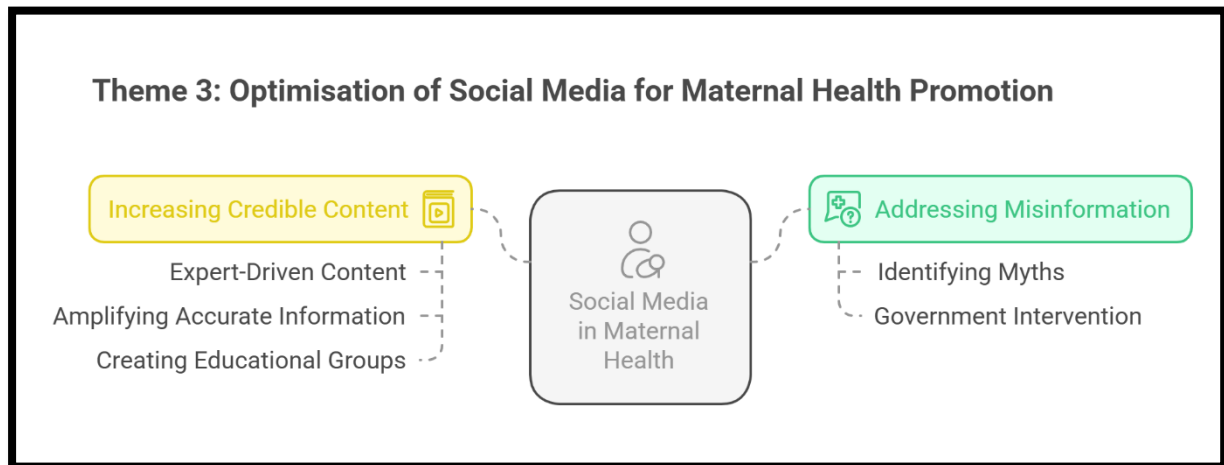 Theme 3: Optimisation of Social Media for Maternal Health Promotion
Increasing Credible Content
Expert-Driven Content
Amplifying Accurate Information
Creating Educational Groups
Social Media
in Maternal
Health
Addressing Misinformation
Identifying Myths
Government Intervention